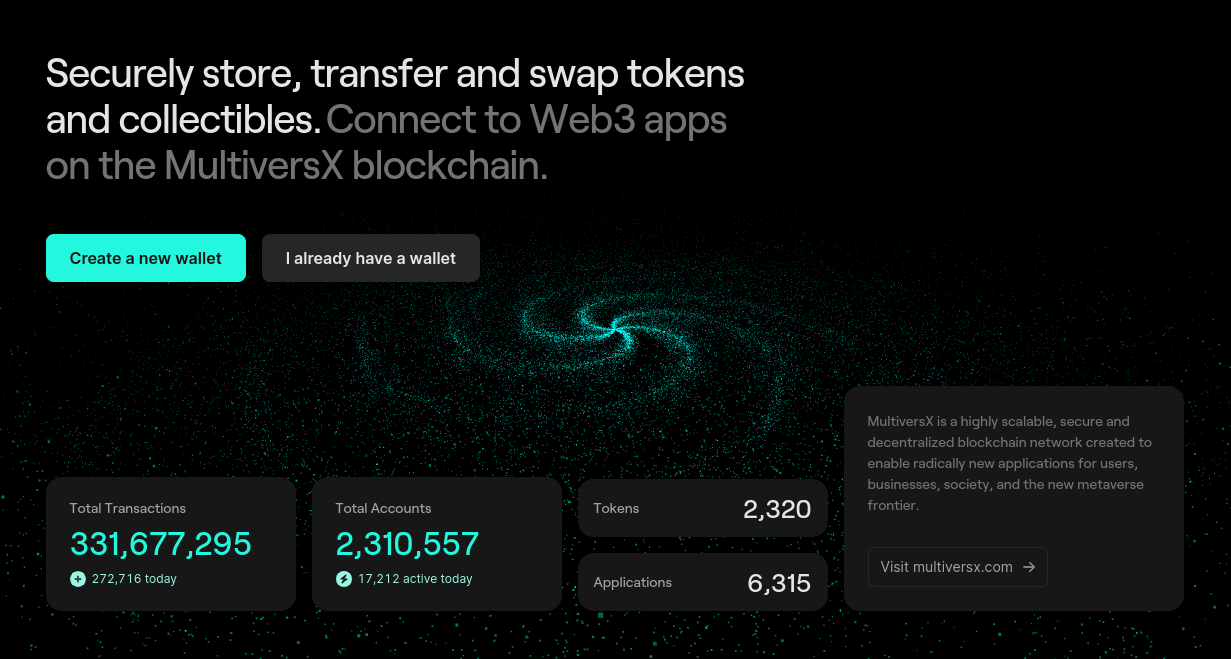 Securely store, transfer and swap tokens
and collectibles. Connect to Web3 apps
on the MultiversX blockchain.
Create a new wallet
I already have a wallet
Total Transactions
331,677,295
272,716 today
Total Accounts
2,310,557
17,212 active today
Tokens
2,320
Applications
6,315
MultiversX is a highly scalable, secure and
decentralized blockchain network created to
enable radically new applications for users,
businesses, society, and the new metaverse
frontier.
Visit multiversx.com